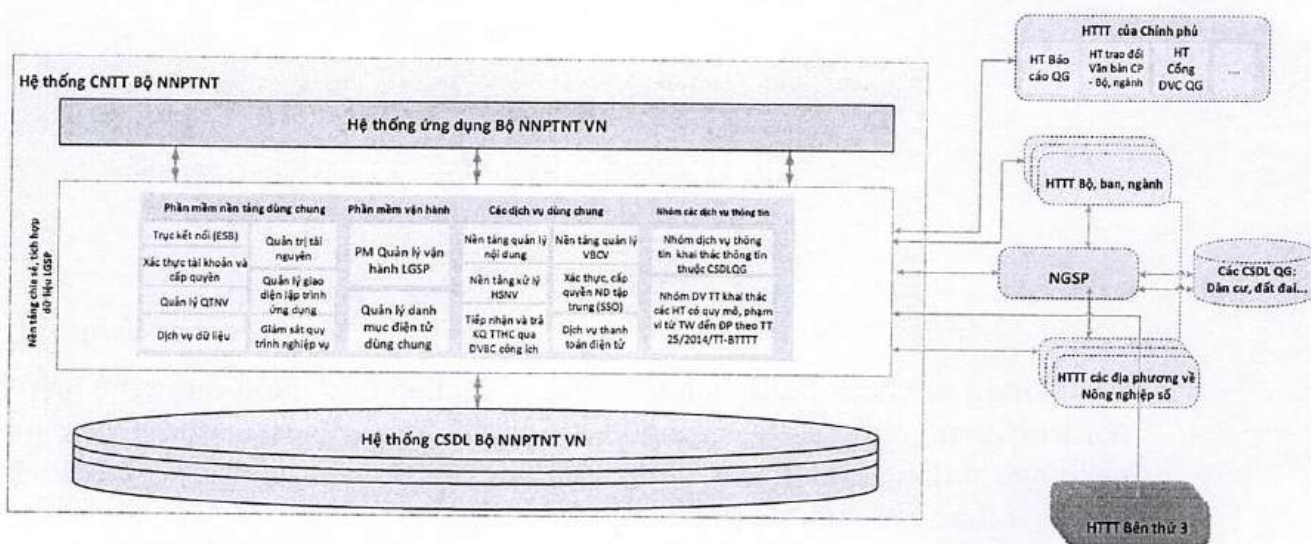 HTTT của Chính phủ
HT Báo
cáo QG
HT trao đổi
Văn bản CP
- Bộ, ngành
HT
Cổng
DVC QG
....
Hệ thống CNTT Bộ NNPTNT
Hệ thống ứng dụng Bộ NNPTNT VN
Nền tảng chia sẻ, tích hợp
dữ liệu LGSP
Phần mềm nền tảng dùng chung
Trục kết nối (ESB)
Xác thực tài khoản và
cấp quyền
Quản lý QTNV
Dịch vụ dữ liệu
Quản trị tài
nguyên
Quản lý giao
diện lập trình
ứng dụng
Giám sát quy
trình nghiệp vụ
Phần mềm vận hành
PM Quản lý vận
hành LGSP
Quản lý danh
mục điện tử
dùng chung
Các dịch vụ dùng chung
Nền tảng quản lý
nội dung
Nền tảng xử lý
HSNV
Tiếp nhận và trả
KQ TTHC qua
DVBC công ích
Nền tảng quản lý
VBCV
Xác thực, cấp
quyền ND tập
trung (SSO)
Dịch vụ thanh
toán điện tử
Nhóm các dịch vụ thông tin
Nhóm dịch vụ thông
tin khai thác thông tin
thuộc CSDLQG
Nhóm DV TT khai thác
các HT có quy mô, phạm
vi từ TW đến ĐP theo TT
25/2014/TT-BTTTT
Hệ thống CSDL Bộ NNPTNT VN
HTTT Bộ, ban, ngành
NGSP
Các CSDL QG:
Dân cư, đất đai...
HTTT các địa phương về
Nông nghiệp số
HTTT Bên thứ 3